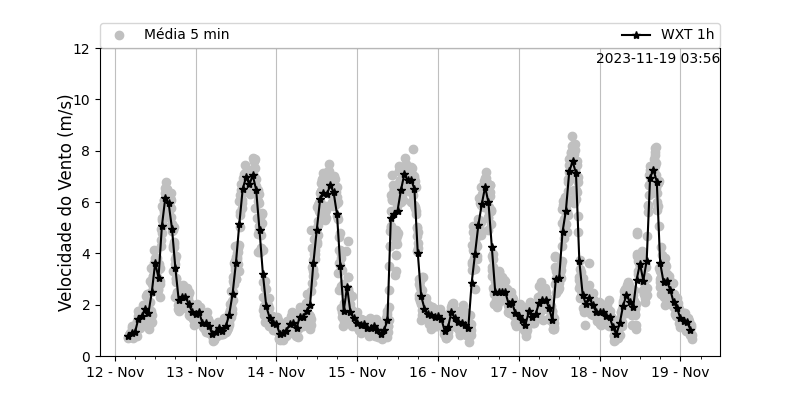 Média 5 min
WXT 1h
2023-11-19 03:56
Velocidade do Vento (m/s)
12
10
8
6
4
2
0
12 - Nov
13 - Nov
14 - Nov
15 - Nov
16 - Nov
17 - Nov
18 - Nov
19 - Nov